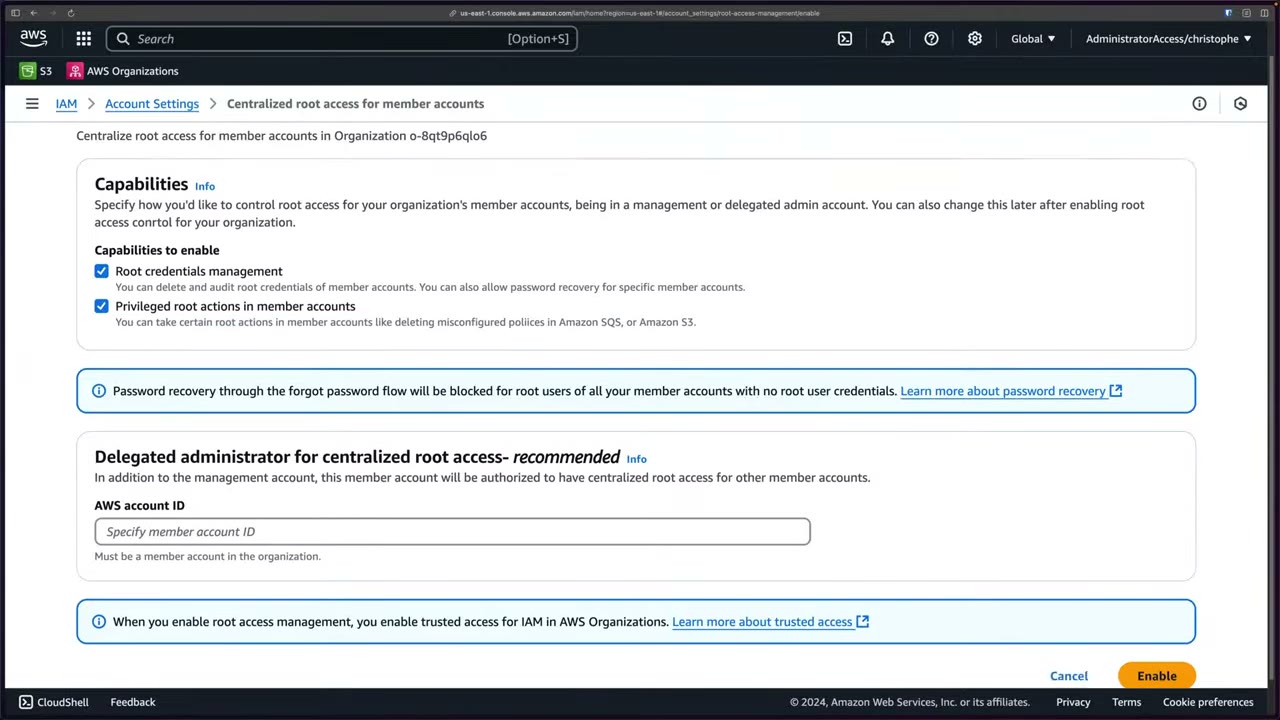 us-east-1.console.aws.amazon.com/iam/home?region=us-east-1#/account_settings/root-access-management/enable
aws
Search
[Option+S]
Global
AdministratorAccess/christophe
S3
AWS Organizations
IAM
Account Settings
Centralized root access for member accounts
Centralize root access for member accounts in Organization o-8qt9p6qlo6
Capabilities Info
Specify how you'd like to control root access for your organization's member accounts, being in a management or delegated admin account. You can also change this later after enabling root
access conrtol for your organization.
Capabilities to enable
Root credentials management
You can delete and audit root credentials of member accounts. You can also allow password recovery for specific member accounts.
Privileged root actions in member accounts
You can take certain root actions in member accounts like deleting misconfigured poliices in Amazon SQS, or Amazon S3.
Password recovery through the forgot password flow will be blocked for root users of all your member accounts with no root user credentials. Learn more about password recovery
Delegated administrator for centralized root access- recommended Info
In addition to the management account, this member account will be authorized to have centralized root access for other member accounts.
AWS account ID
Specify member account ID
Must be a member account in the organization.
When you enable root access management, you enable trusted access for IAM in AWS Organizations. Learn more about trusted access
Cancel
Enable
CloudShell
Feedback
© 2024, Amazon Web Services, Inc. or its affiliates.
Privacy
Terms
Cookie preferences